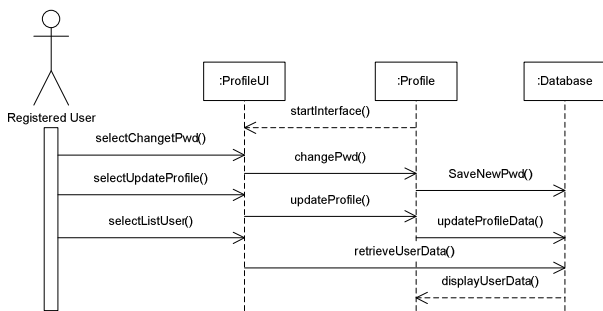 :ProfileUI
:Profile
:Database
Registered User
startInterface()
selectChangetPwd()
changePwd()
selectUpdateProfile()
SaveNewPwd()
updateProfile()
selectListUser()
updateProfileData()
retrieveUserData()
displayUserData()